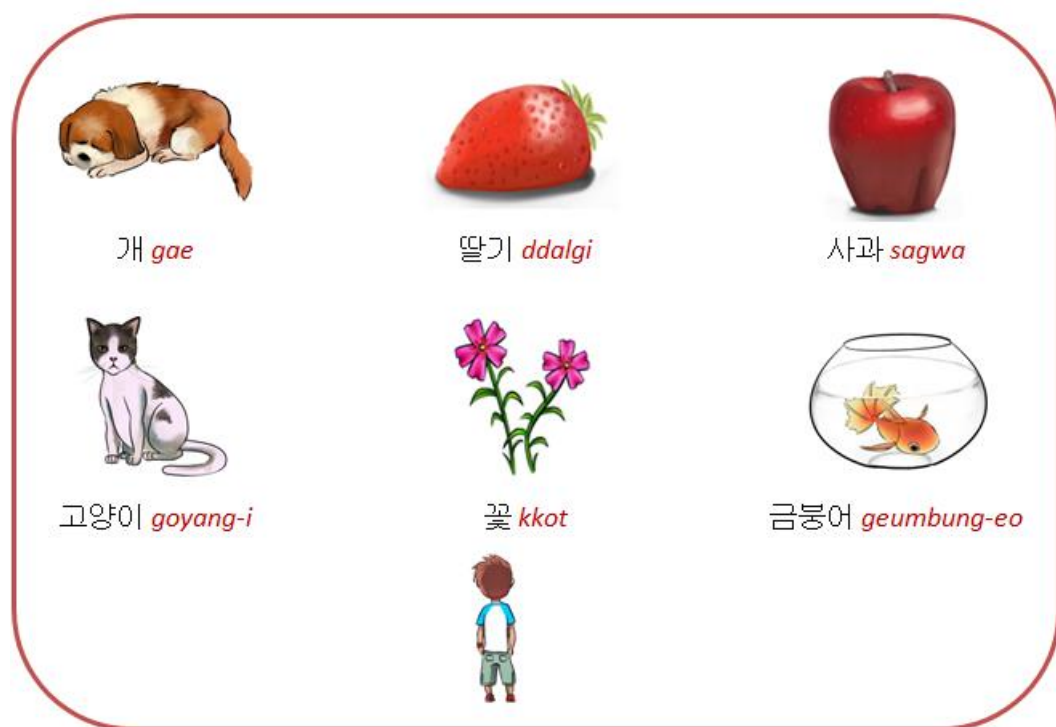 개 gae
딸기 ddalgi
사과 sagwa
고양이 goyang-i
꽃 kkot
금붕어 geumbung-eo